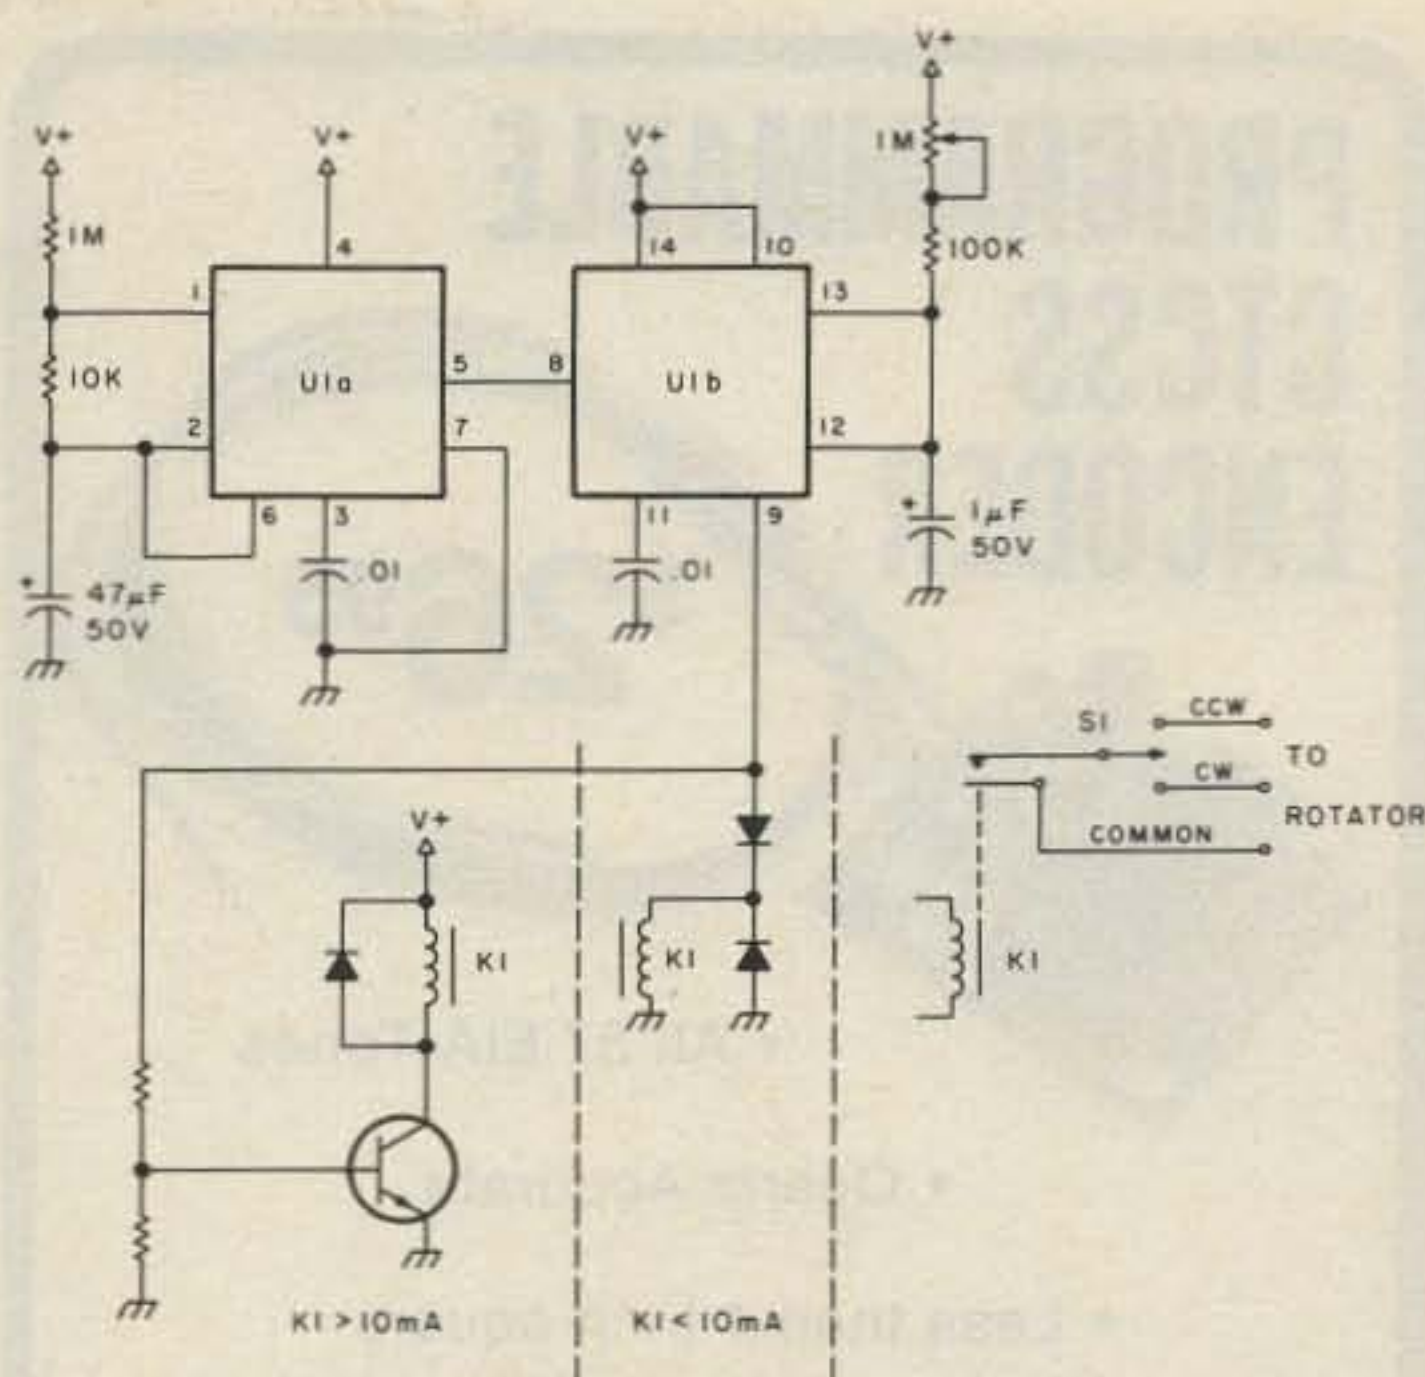 V+
V+
V+
V+
1M
1M
4
14
10
100K
1
13
10K
U1a
5
8
U1b
2
7
12
6
3
11
9
.01
.01
47µF
50V
1µF
50V
S1
CCW
TO
CW
ROTATOR
COMMON
V+
K1
K1
K1
K1 > 10mA
K1 < 10mA